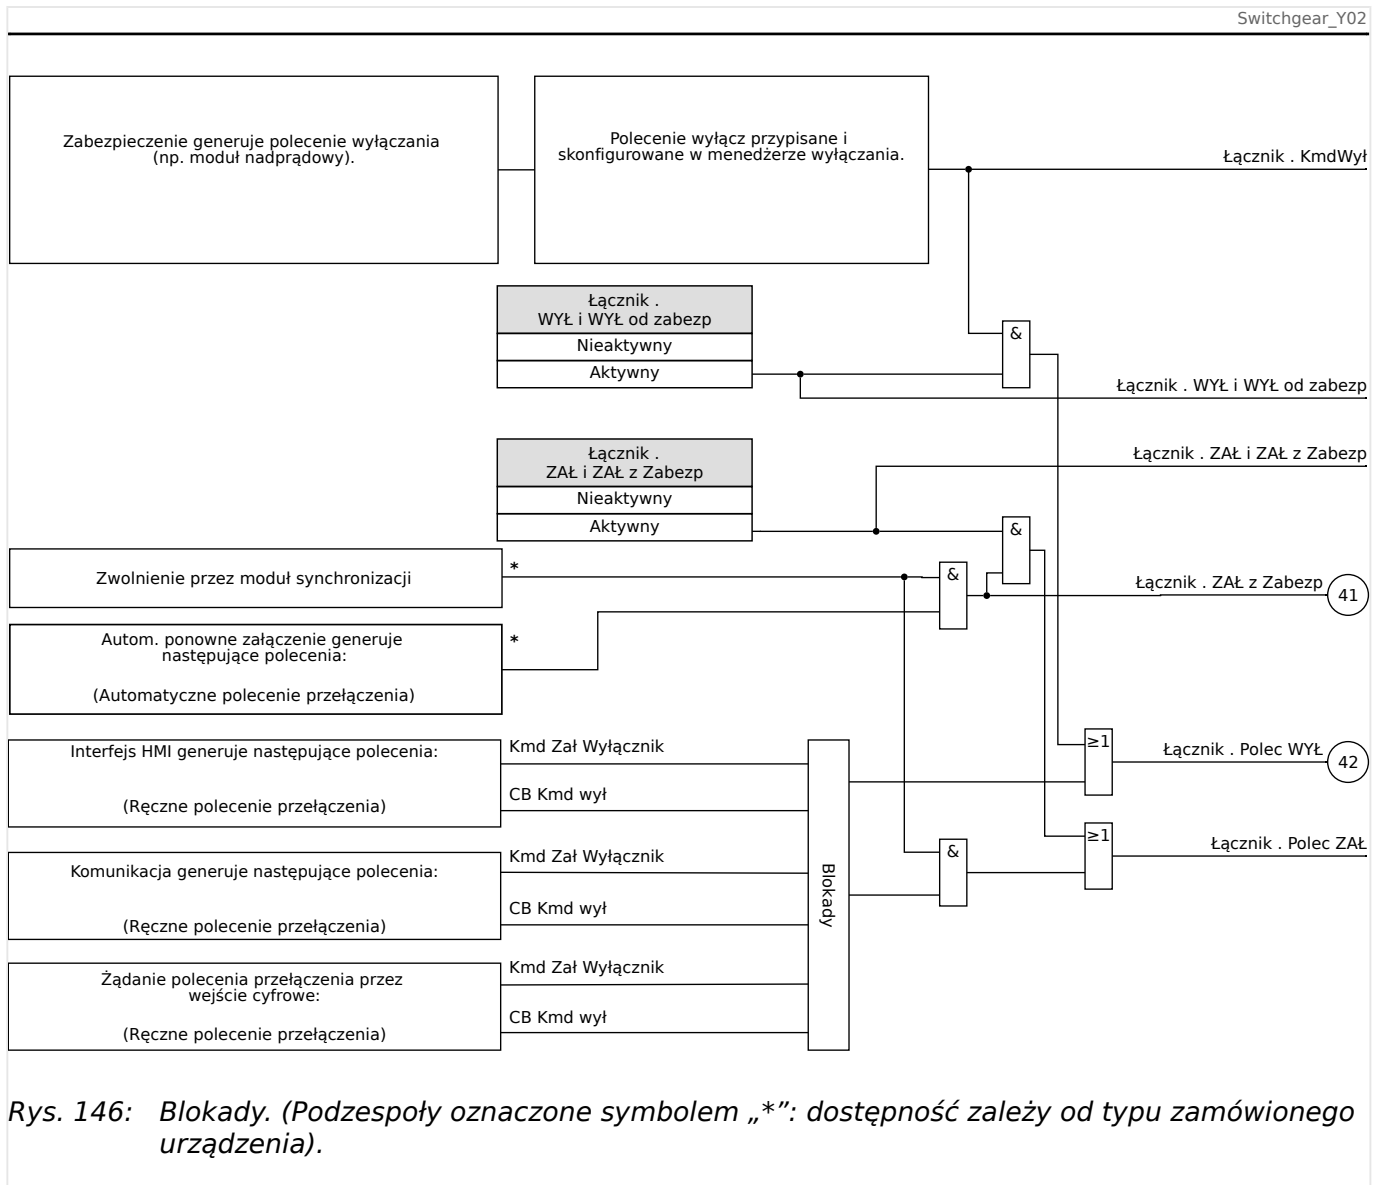 Switchgear_Y02
Zabezpieczenie generuje polecenie wyłączania
(np. moduł nadprądowy).
Polecenie wyłącz przypisane i
skonfigurowane w menedżerze wyłączania.
Łącznik . KmdWył
Łącznik .
WYŁ i WYŁ od zabezp
Nieaktywny
Aktywny
&
Łącznik . WYŁ i WYŁ od zabezp
Łącznik .
ZAŁ i ZAŁ z Zabezp
Nieaktywny
Aktywny
Łącznik . ZAŁ i ZAŁ z Zabezp
&
Zwolnienie przez moduł synchronizacji
*
&
Łącznik . ZAŁ z Zabezp
41
Autom. ponowne załączenie generuje
następujące polecenia:
(Automatyczne polecenie przełączenia)
*
Interfejs HMI generuje następujące polecenia:
(Ręczne polecenie przełączenia)
Kmd Zał Wyłącznik
CB Kmd wył
≥1
Łącznik . Polec WYŁ
42
Komunikacja generuje następujące polecenia:
(Ręczne polecenie przełączenia)
Kmd Zał Wyłącznik
CB Kmd wył
Blokady
&
≥1
Łącznik . Polec ZAŁ
Żądanie polecenia przełączenia przez
wejście cyfrowe:
(Ręczne polecenie przełączenia)
Kmd Zał Wyłącznik
CB Kmd wył
Rys. 146: Blokady. (Podzespoły oznaczone symbolem „*”: dostępność zależy od typu zamówionego
urządzenia).